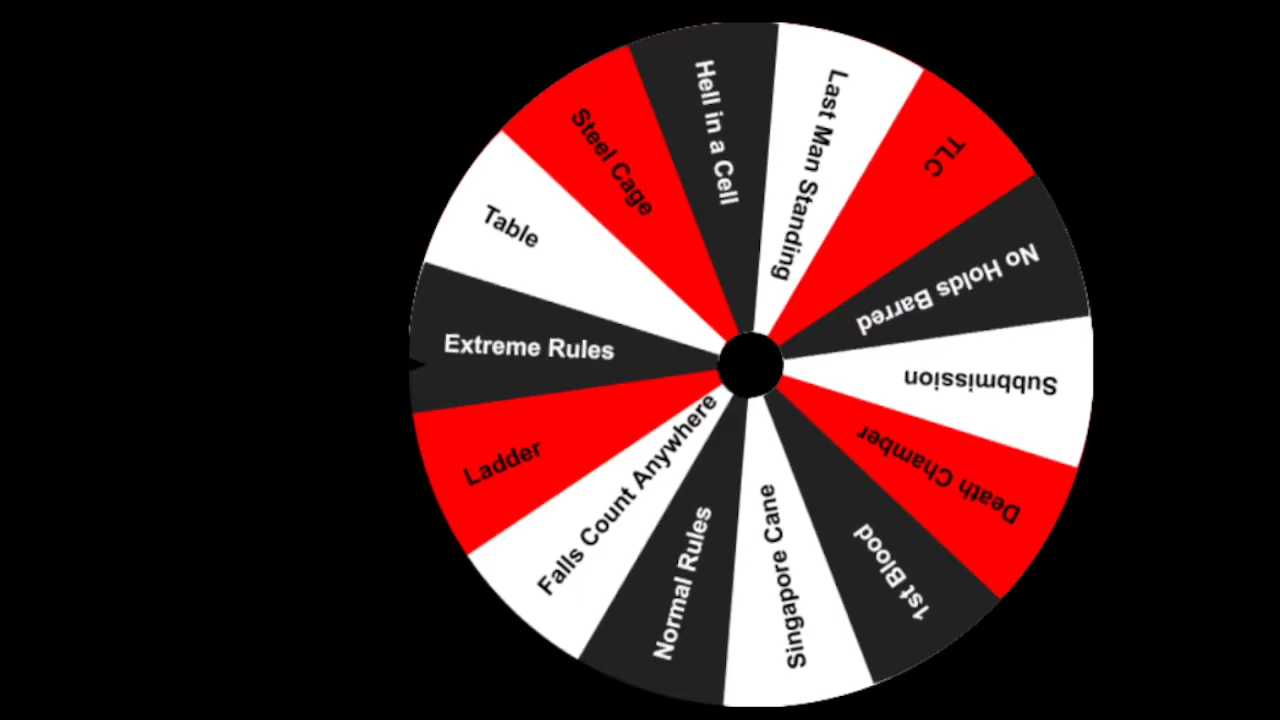 Hell in a Cell
Last Man Standing
TLC
No Holds Barred
Subbmission
Death Chamber
1st Blood
Singapore Cane
Normal Rules
Falls Count Anywhere
Ladder
Extreme Rules
Table
Steel Cage